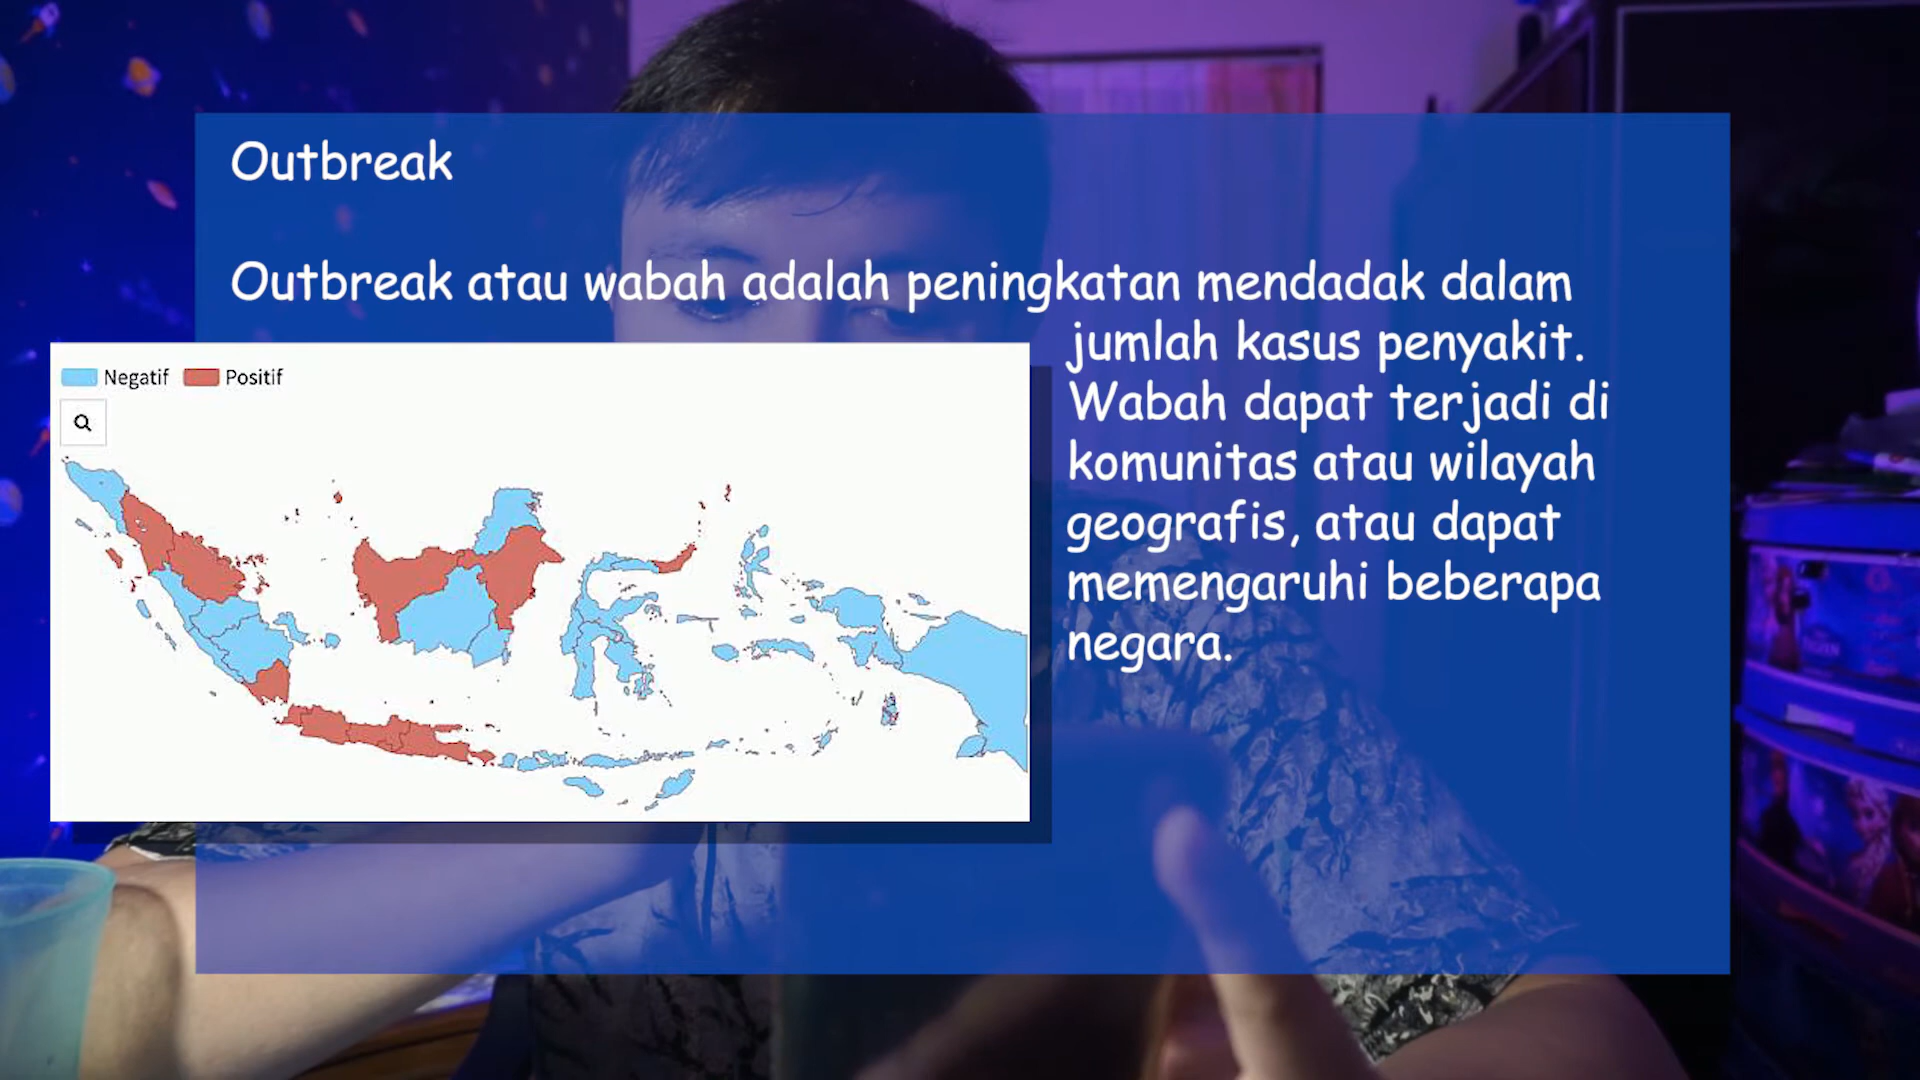 Outbreak
Outbreak atau wabah adalah peningkatan mendadak dalam
jumlah kasus penyakit.
Wabah dapat terjadi di
komunitas atau wilayah
geografis, atau dapat
memengaruhi beberapa
negara.
Negatif Positif